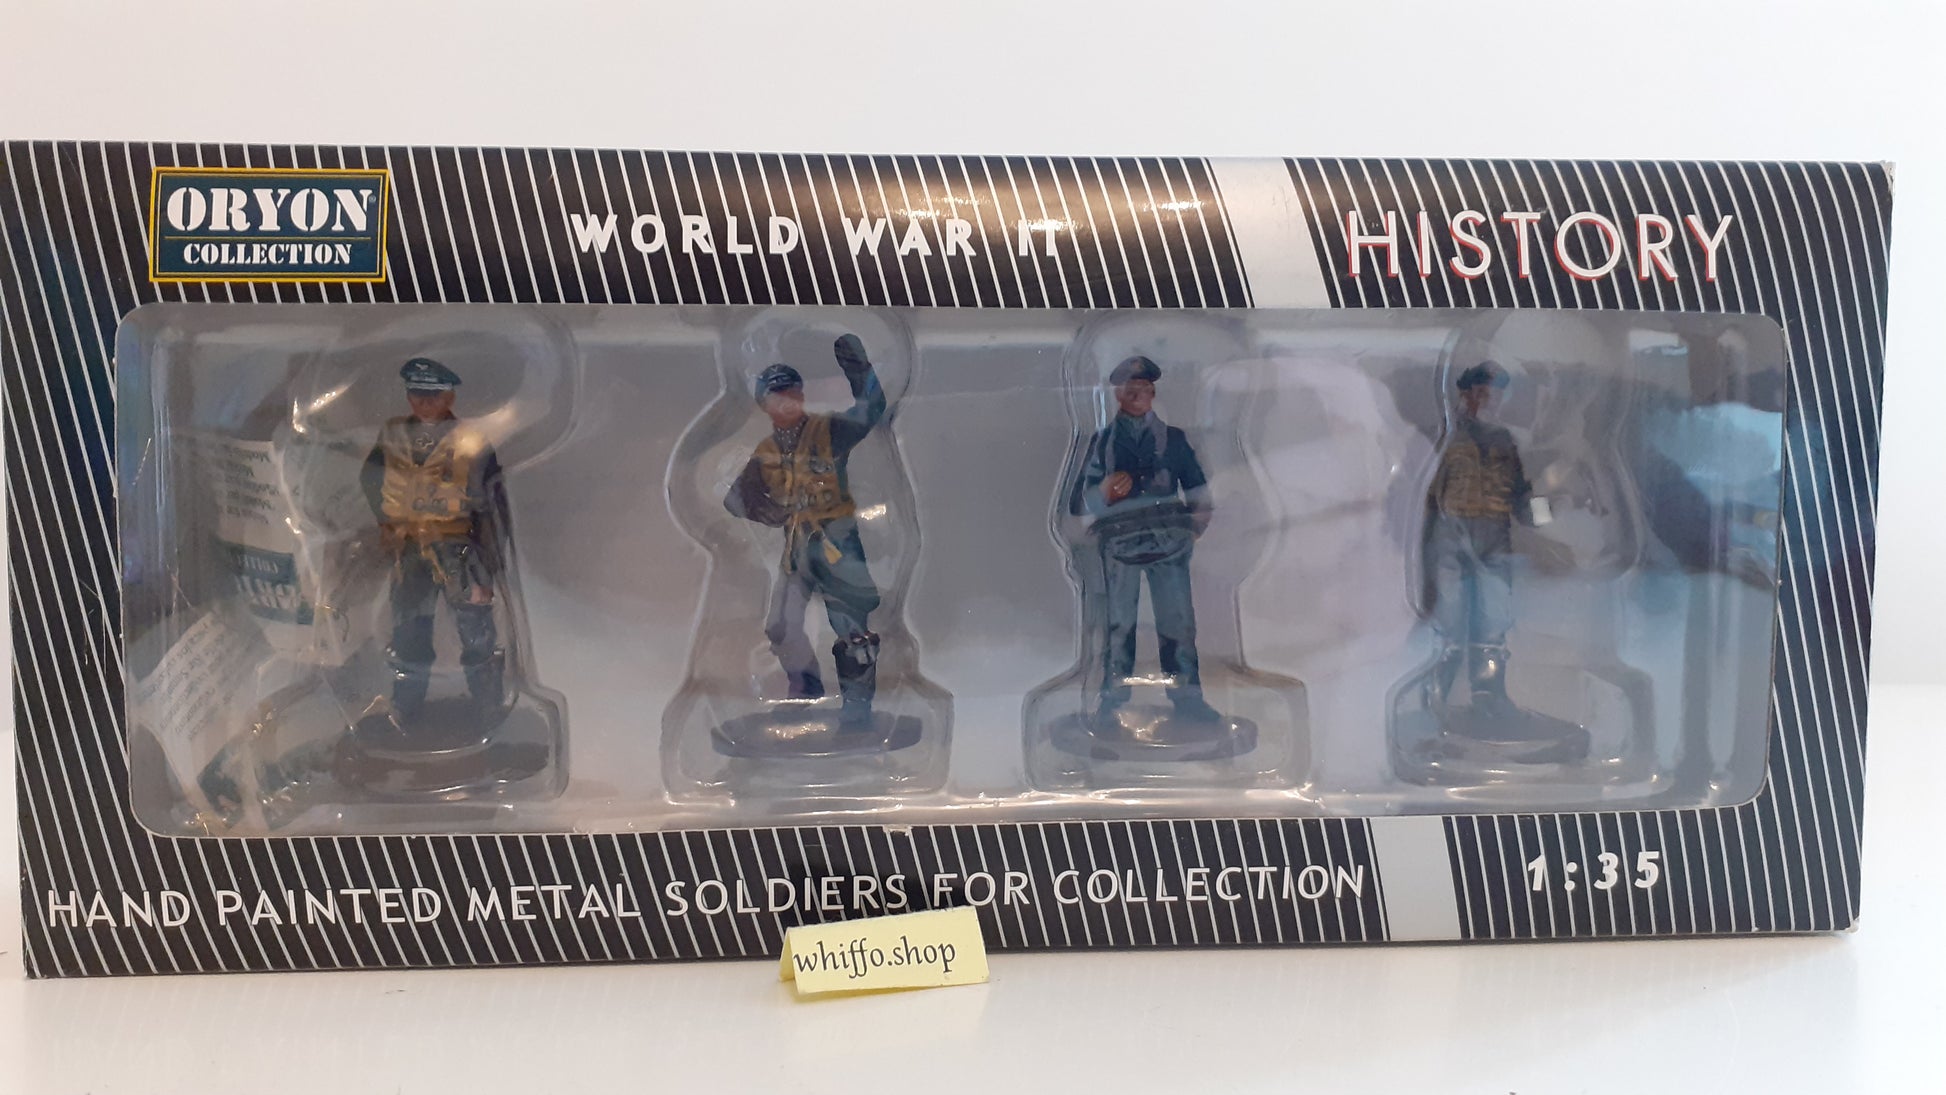 ORYON
COLLECTION
WORLD WAR II
HISTORY
HAND PAINTED METAL SOLDIERS FOR COLLECTION
1:35
whiffo.shop